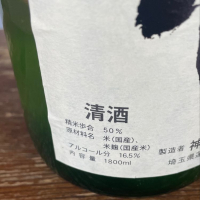 清酒
精米歩合 50%
原材料名 米(国産)、
米麹(国産米)
アルコール分 16.5%
内容量 1800ml
製造者 神
埼玉県